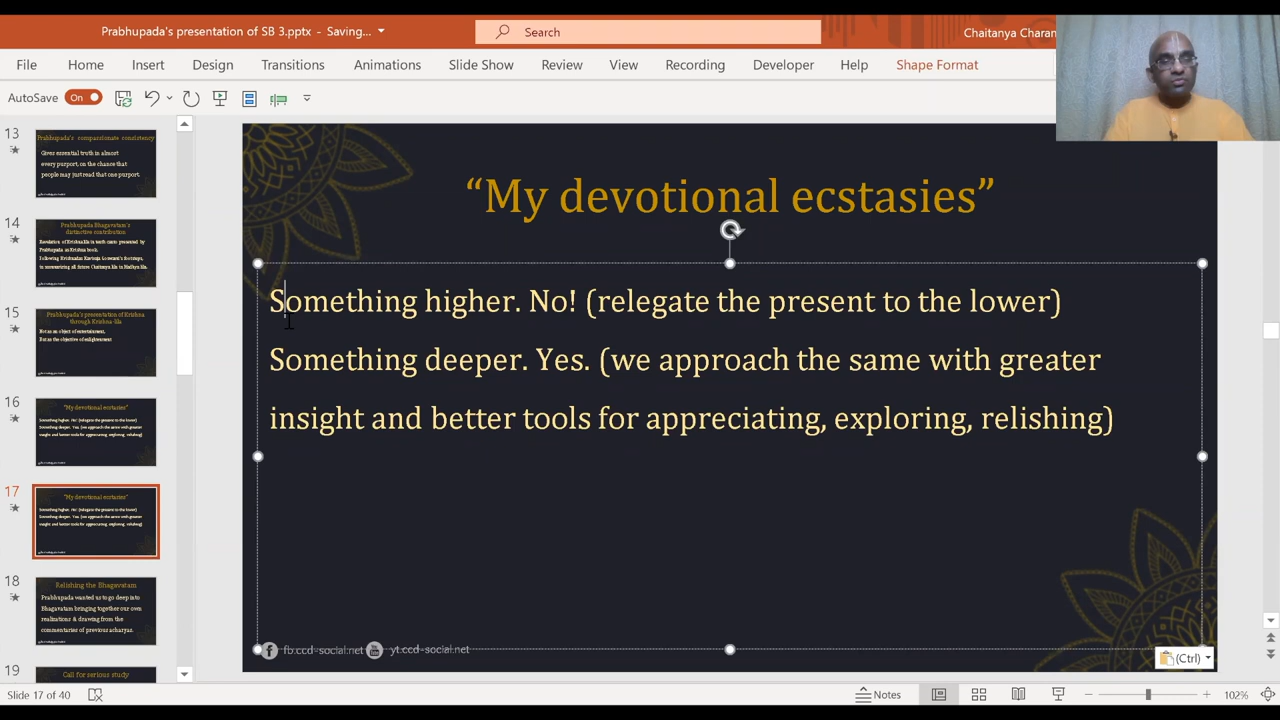 Prabhupada's presentation of SB 3.pptx - Saving...
Search
Chaitanya Charan
File Home Insert Design Transitions Animations Slide Show Review View Recording Developer Help Shape Format
AutoSave On
13
Prabhupada's compassionate consistency
Gives essential truth in almost
every purport, on the chance that
people may just read that one purport.
14
Prabhupada Bhagavatam's
distinctive contribution
Revelation of Krishna lila in tenth canto presented by
Prabhupada as Krishna book.
Following Krishnadas Kaviraja Goswami's footsteps,
in summarizing all future Chaitanya lila in Madhya lila.
15
Prabhupada's presentation of Krishna
through Krishna-lila
Not as an object of entertainment,
But as the objective of enlightenment
16
"My devotional ecstasies"
Something higher. No! (relegate the present to the lower)
Something deeper. Yes. (we approach the same with greater
insight and better tools for appreciating, exploring, relishing)
17
"My devotional ecstasies"
Something higher. No! (relegate the present to the lower)
Something deeper. Yes. (we approach the same with greater
insight and better tools for appreciating, exploring, relishing)
18
Relishing the Bhagavatam
Prabhupada wanted us to go deep into
Bhagavatam bringing together our own
realizations & drawing from the
commentaries of previous acharyas.
19
Call for serious study
“My devotional ecstasies”
Something higher. No! (relegate the present to the lower)
Something deeper. Yes. (we approach the same with greater
insight and better tools for appreciating, exploring, relishing)
fb.ccd-social.net yt.ccd-social.net
(Ctrl)
Slide 17 of 40
Notes
102%